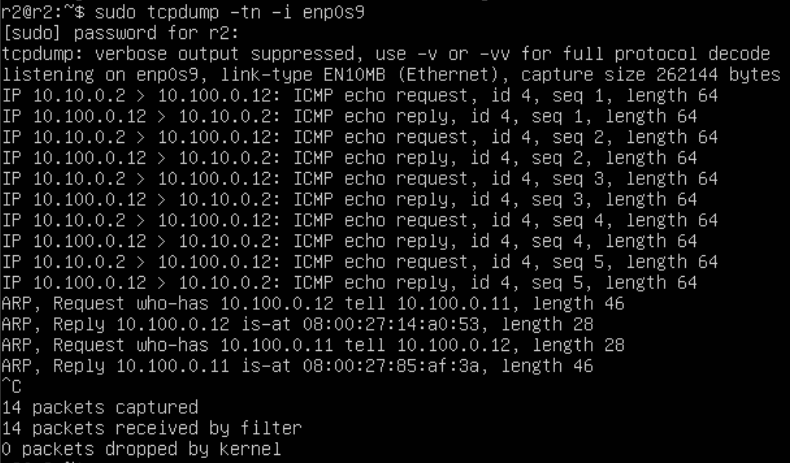 r2@r2:~$ sudo tcpdump -tn -i enp0s9
[sudo] password for r2:
tcpdump: verbose output suppressed, use -v or -vv for full protocol decode
listening on enp0s9, link-type EN10MB (Ethernet), capture size 262144 bytes
IP 10.10.0.2 > 10.100.0.12: ICMP echo request, id 4, seq 1, length 64
IP 10.100.0.12 > 10.10.0.2: ICMP echo reply, id 4, seq 1, length 64
IP 10.10.0.2 > 10.100.0.12: ICMP echo request, id 4, seq 2, length 64
IP 10.100.0.12 > 10.10.0.2: ICMP echo reply, id 4, seq 2, length 64
IP 10.10.0.2 > 10.100.0.12: ICMP echo request, id 4, seq 3, length 64
IP 10.100.0.12 > 10.10.0.2: ICMP echo reply, id 4, seq 3, length 64
IP 10.10.0.2 > 10.100.0.12: ICMP echo request, id 4, seq 4, length 64
IP 10.100.0.12 > 10.10.0.2: ICMP echo reply, id 4, seq 4, length 64
IP 10.10.0.2 > 10.100.0.12: ICMP echo request, id 4, seq 5, length 64
IP 10.100.0.12 > 10.10.0.2: ICMP echo reply, id 4, seq 5, length 64
ARP, Request who-has 10.100.0.12 tell 10.100.0.11, length 46
ARP, Reply 10.100.0.12 is-at 08:00:27:14:a0:53, length 28
ARP, Request who-has 10.100.0.11 tell 10.100.0.12, length 28
ARP, Reply 10.100.0.11 is-at 08:00:27:85:af:3a, length 46
^C
14 packets captured
14 packets received by filter
0 packets dropped by kernel